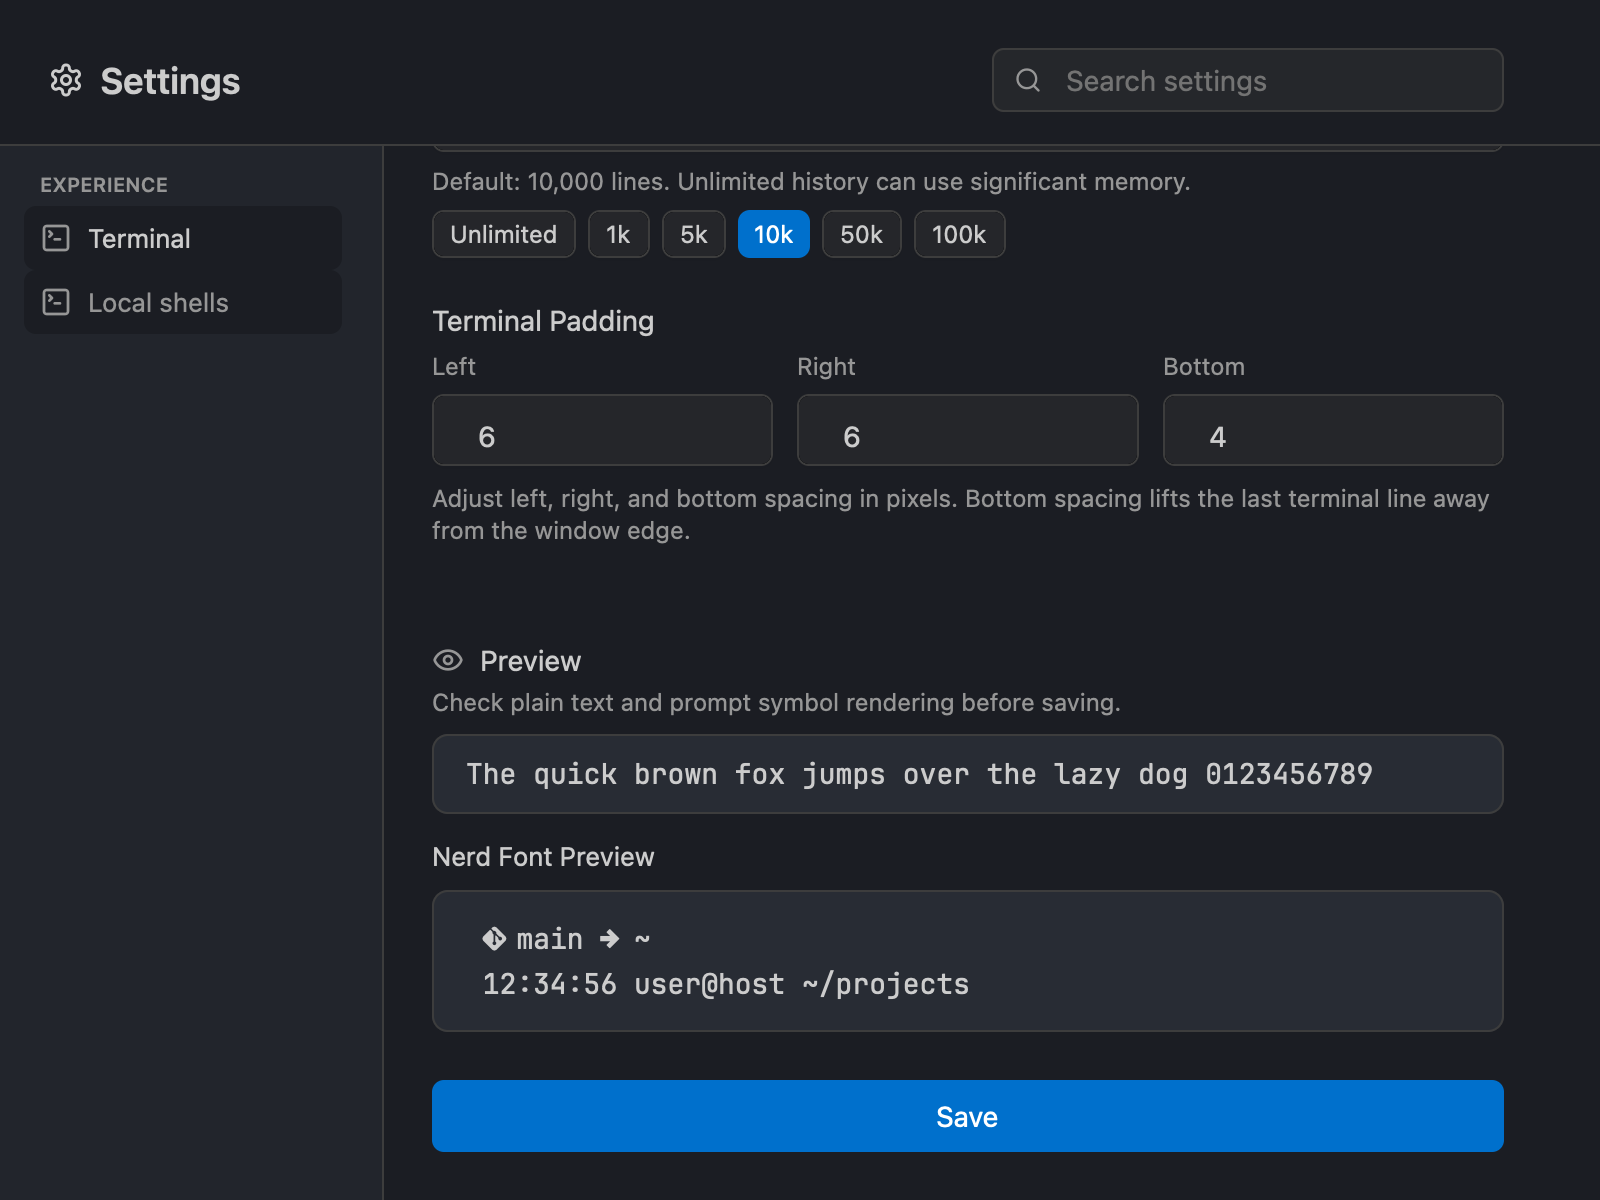 Settings
Search settings
EXPERIENCE
Terminal
Local shells
Default: 10,000 lines. Unlimited history can use significant memory.
Unlimited 1k 5k 10k 50k 100k
Terminal Padding
Left Right Bottom
6 6 4
Adjust left, right, and bottom spacing in pixels. Bottom spacing lifts the last terminal line away
from the window edge.
Preview
Check plain text and prompt symbol rendering before saving.
The quick brown fox jumps over the lazy dog 0123456789
Nerd Font Preview
main ➜ ~
12:34:56 user@host ~/projects
Save